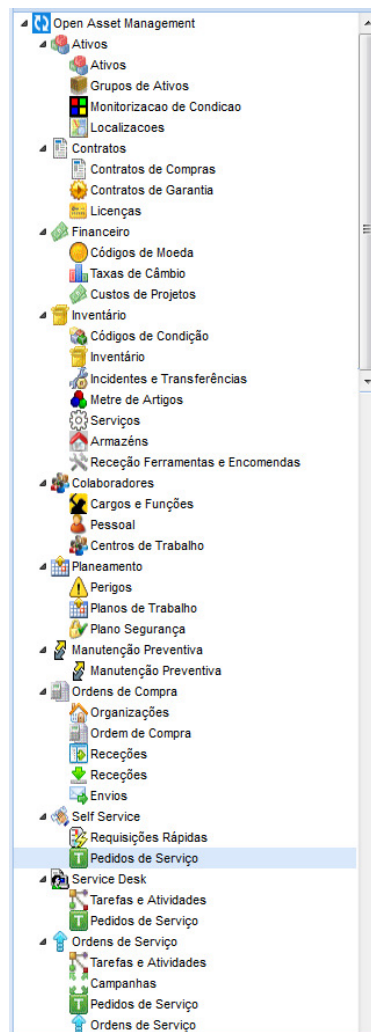 Open Asset Management
Ativos
Ativos
Grupos de Ativos
Monitorizacao de Condicao
Localizacoes
Contratos
Contratos de Compras
Contratos de Garantia
Licenças
Financeiro
Códigos de Moeda
Taxas de Câmbio
Custos de Projetos
Inventário
Códigos de Condição
Inventário
Incidentes e Transferências
Metre de Artigos
Serviços
Armazéns
Receção Ferramentas e Encomendas
Colaboradores
Cargos e Funções
Pessoal
Centros de Trabalho
Planeamento
Perigos
Planos de Trabalho
Plano Segurança
Manutenção Preventiva
Manutenção Preventiva
Ordens de Compra
Organizações
Ordem de Compra
Receções
Receções
Envios
Self Service
Requisições Rápidas
T Pedidos de Serviço
Service Desk
Tarefas e Atividades
T Pedidos de Serviço
Ordens de Serviço
Tarefas e Atividades
Campanhas
T Pedidos de Serviço
Ordens de Serviço